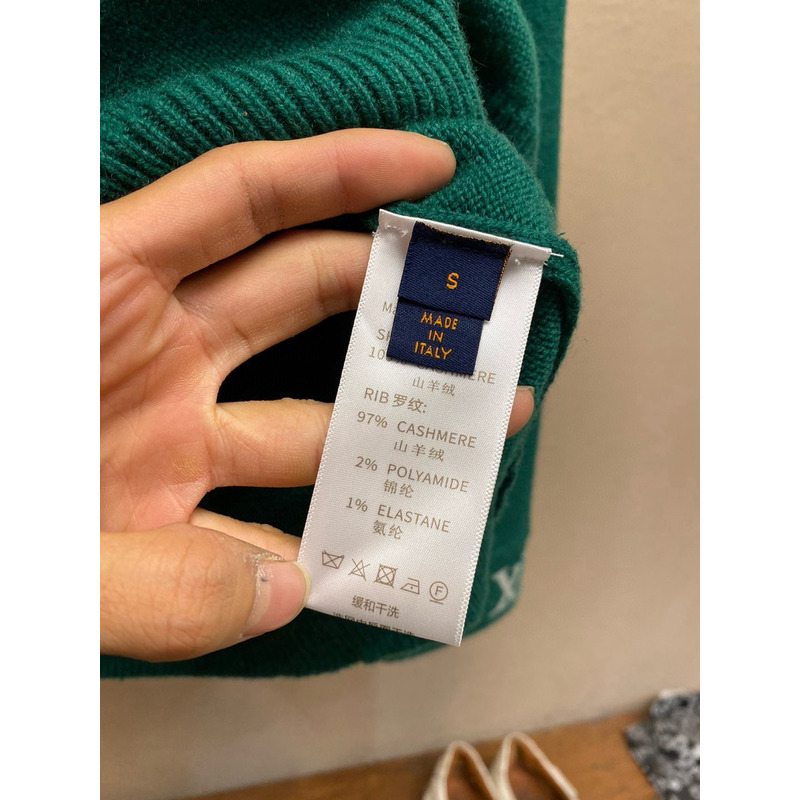 S
MADE
IN
ITALY
山羊绒
RIB 罗纹:
97% CASHMERE
山羊绒
2% POLYAMIDE
锦纶
1% ELASTANE
氨纶
F
缓和干洗
X